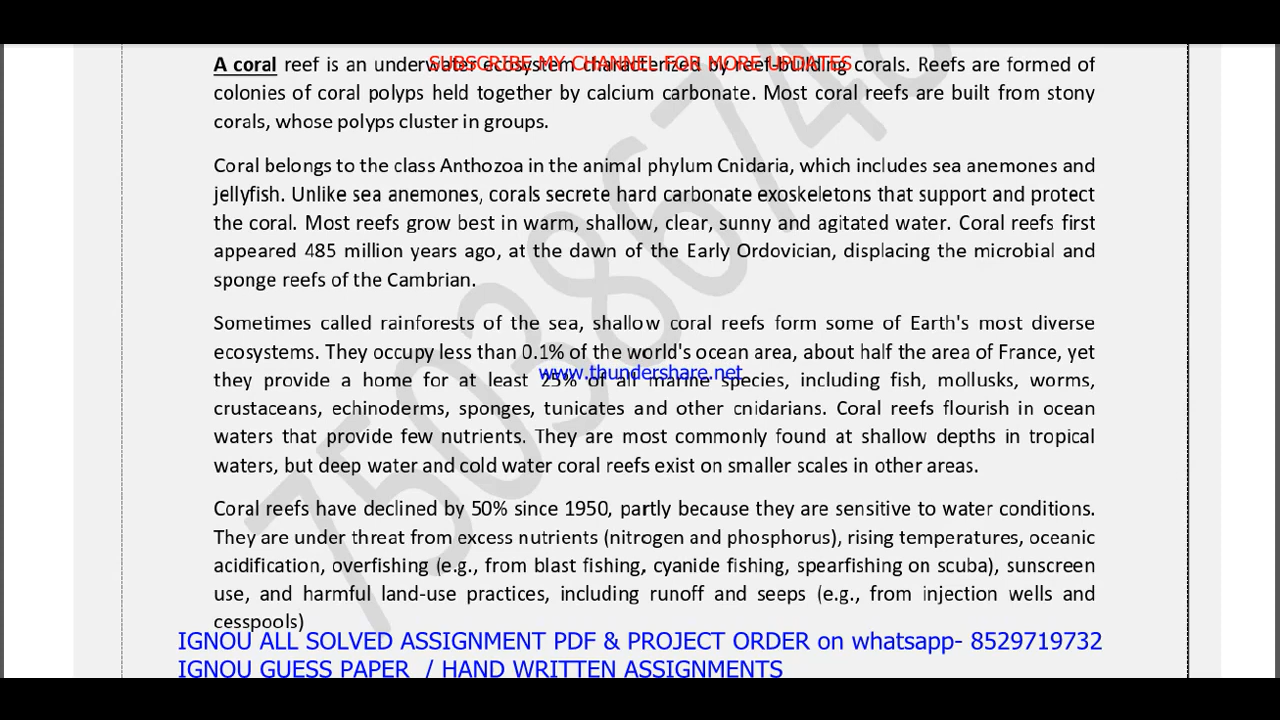 SUBSCRIBE MY CHANNEL FOR MORE UPDATES
A coral reef is an underwater ecosystem characterized by reef-building corals. Reefs are formed of
colonies of coral polyps held together by calcium carbonate. Most coral reefs are built from stony
corals, whose polyps cluster in groups.
Coral belongs to the class Anthozoa in the animal phylum Cnidaria, which includes sea anemones and
jellyfish. Unlike sea anemones, corals secrete hard carbonate exoskeletons that support and protect
the coral. Most reefs grow best in warm, shallow, clear, sunny and agitated water. Coral reefs first
appeared 485 million years ago, at the dawn of the Early Ordovician, displacing the microbial and
sponge reefs of the Cambrian.
Sometimes called rainforests of the sea, shallow coral reefs form some of Earth's most diverse
ecosystems. They occupy less than 0.1% of the world's ocean area, about half the area of France, yet
www.thundershare.net
they provide a home for at least 25% of all marine species, including fish, mollusks, worms,
crustaceans, echinoderms, sponges, tunicates and other cnidarians. Coral reefs flourish in ocean
waters that provide few nutrients. They are most commonly found at shallow depths in tropical
waters, but deep water and cold water coral reefs exist on smaller scales in other areas.
Coral reefs have declined by 50% since 1950, partly because they are sensitive to water conditions.
They are under threat from excess nutrients (nitrogen and phosphorus), rising temperatures, oceanic
acidification, overfishing (e.g., from blast fishing, cyanide fishing, spearfishing on scuba), sunscreen
use, and harmful land-use practices, including runoff and seeps (e.g., from injection wells and
cesspools)
IGNOU ALL SOLVED ASSIGNMENT PDF & PROJECT ORDER on whatsapp- 8529719732
IGNOU GUESS PAPER / HAND WRITTEN ASSIGNMENTS